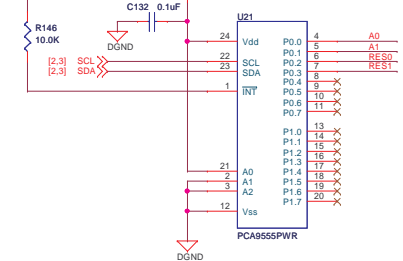 C132 0.1uF
U21
R146
10.0K
DGND
24 Vdd P0.0 4 A0
P0.1 5 A1
[2,3] SCL 22 SCL P0.2 6 RES0
[2,3] SDA 23 SDA P0.3 7 RES1
P0.4 8
1 INT P0.5 9
P0.6 10
P0.7 11
P1.0 13
P1.1 14
P1.2 15
P1.3 16
21 A0 P1.4 17
2 A1 P1.5 18
3 A2 P1.6 19
P1.7 20
12 Vss
PCA9555PWR
DGND